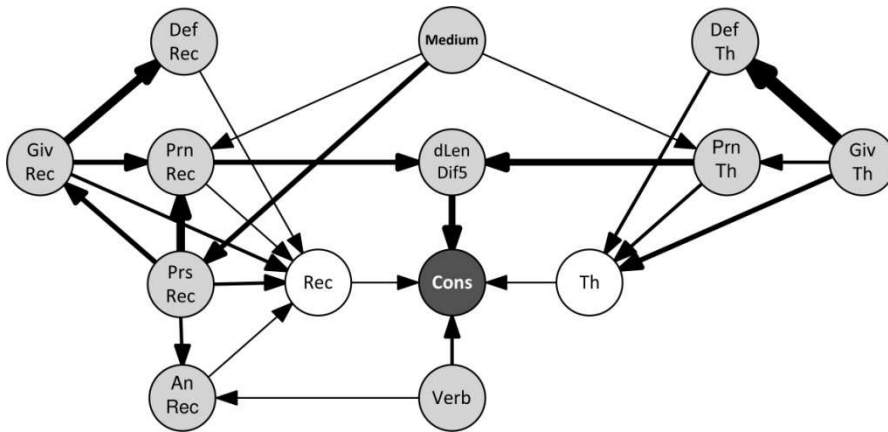 Def
Rec
Medium
Def
Th
Giv
Rec
Prn
Rec
dLen
Dif5
Prn
Th
Giv
Th
Prs
Rec
Rec
Cons
Th
An
Rec
Verb